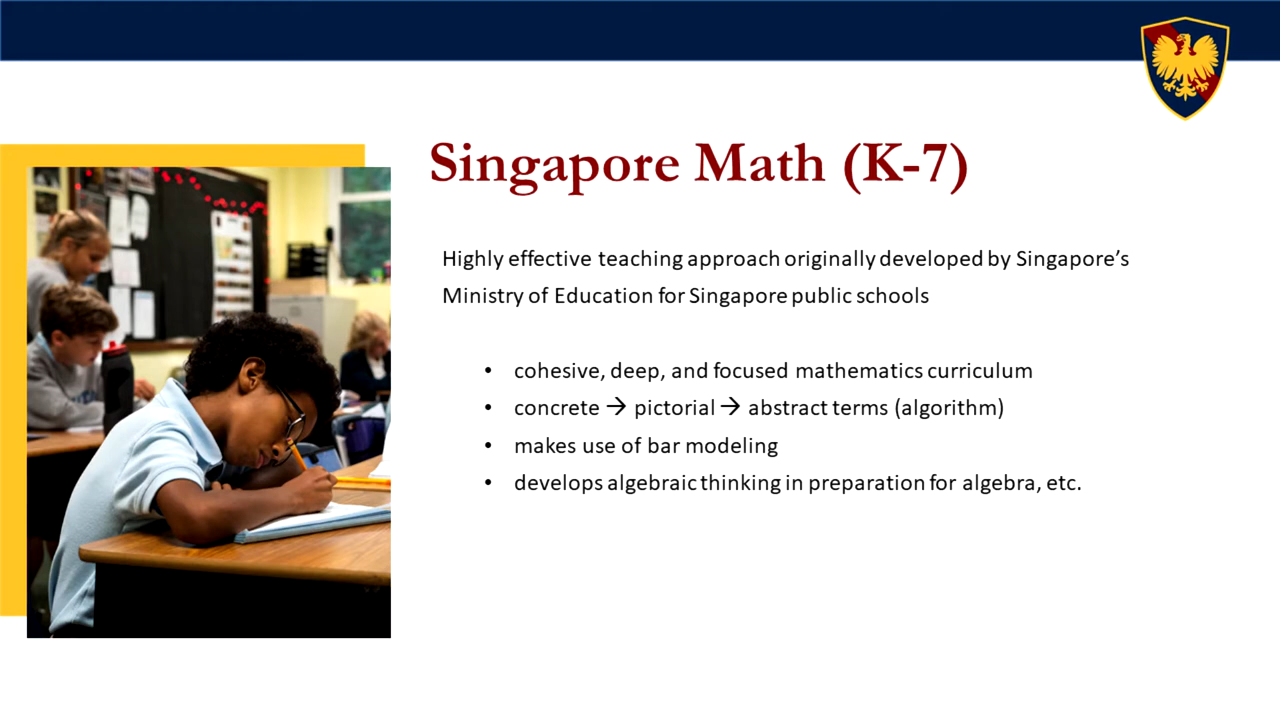 Singapore Math (K-7)
Highly effective teaching approach originally developed by Singapore’s
Ministry of Education for Singapore public schools
• cohesive, deep, and focused mathematics curriculum
• concrete → pictorial → abstract terms (algorithm)
• makes use of bar modeling
• develops algebraic thinking in preparation for algebra, etc.